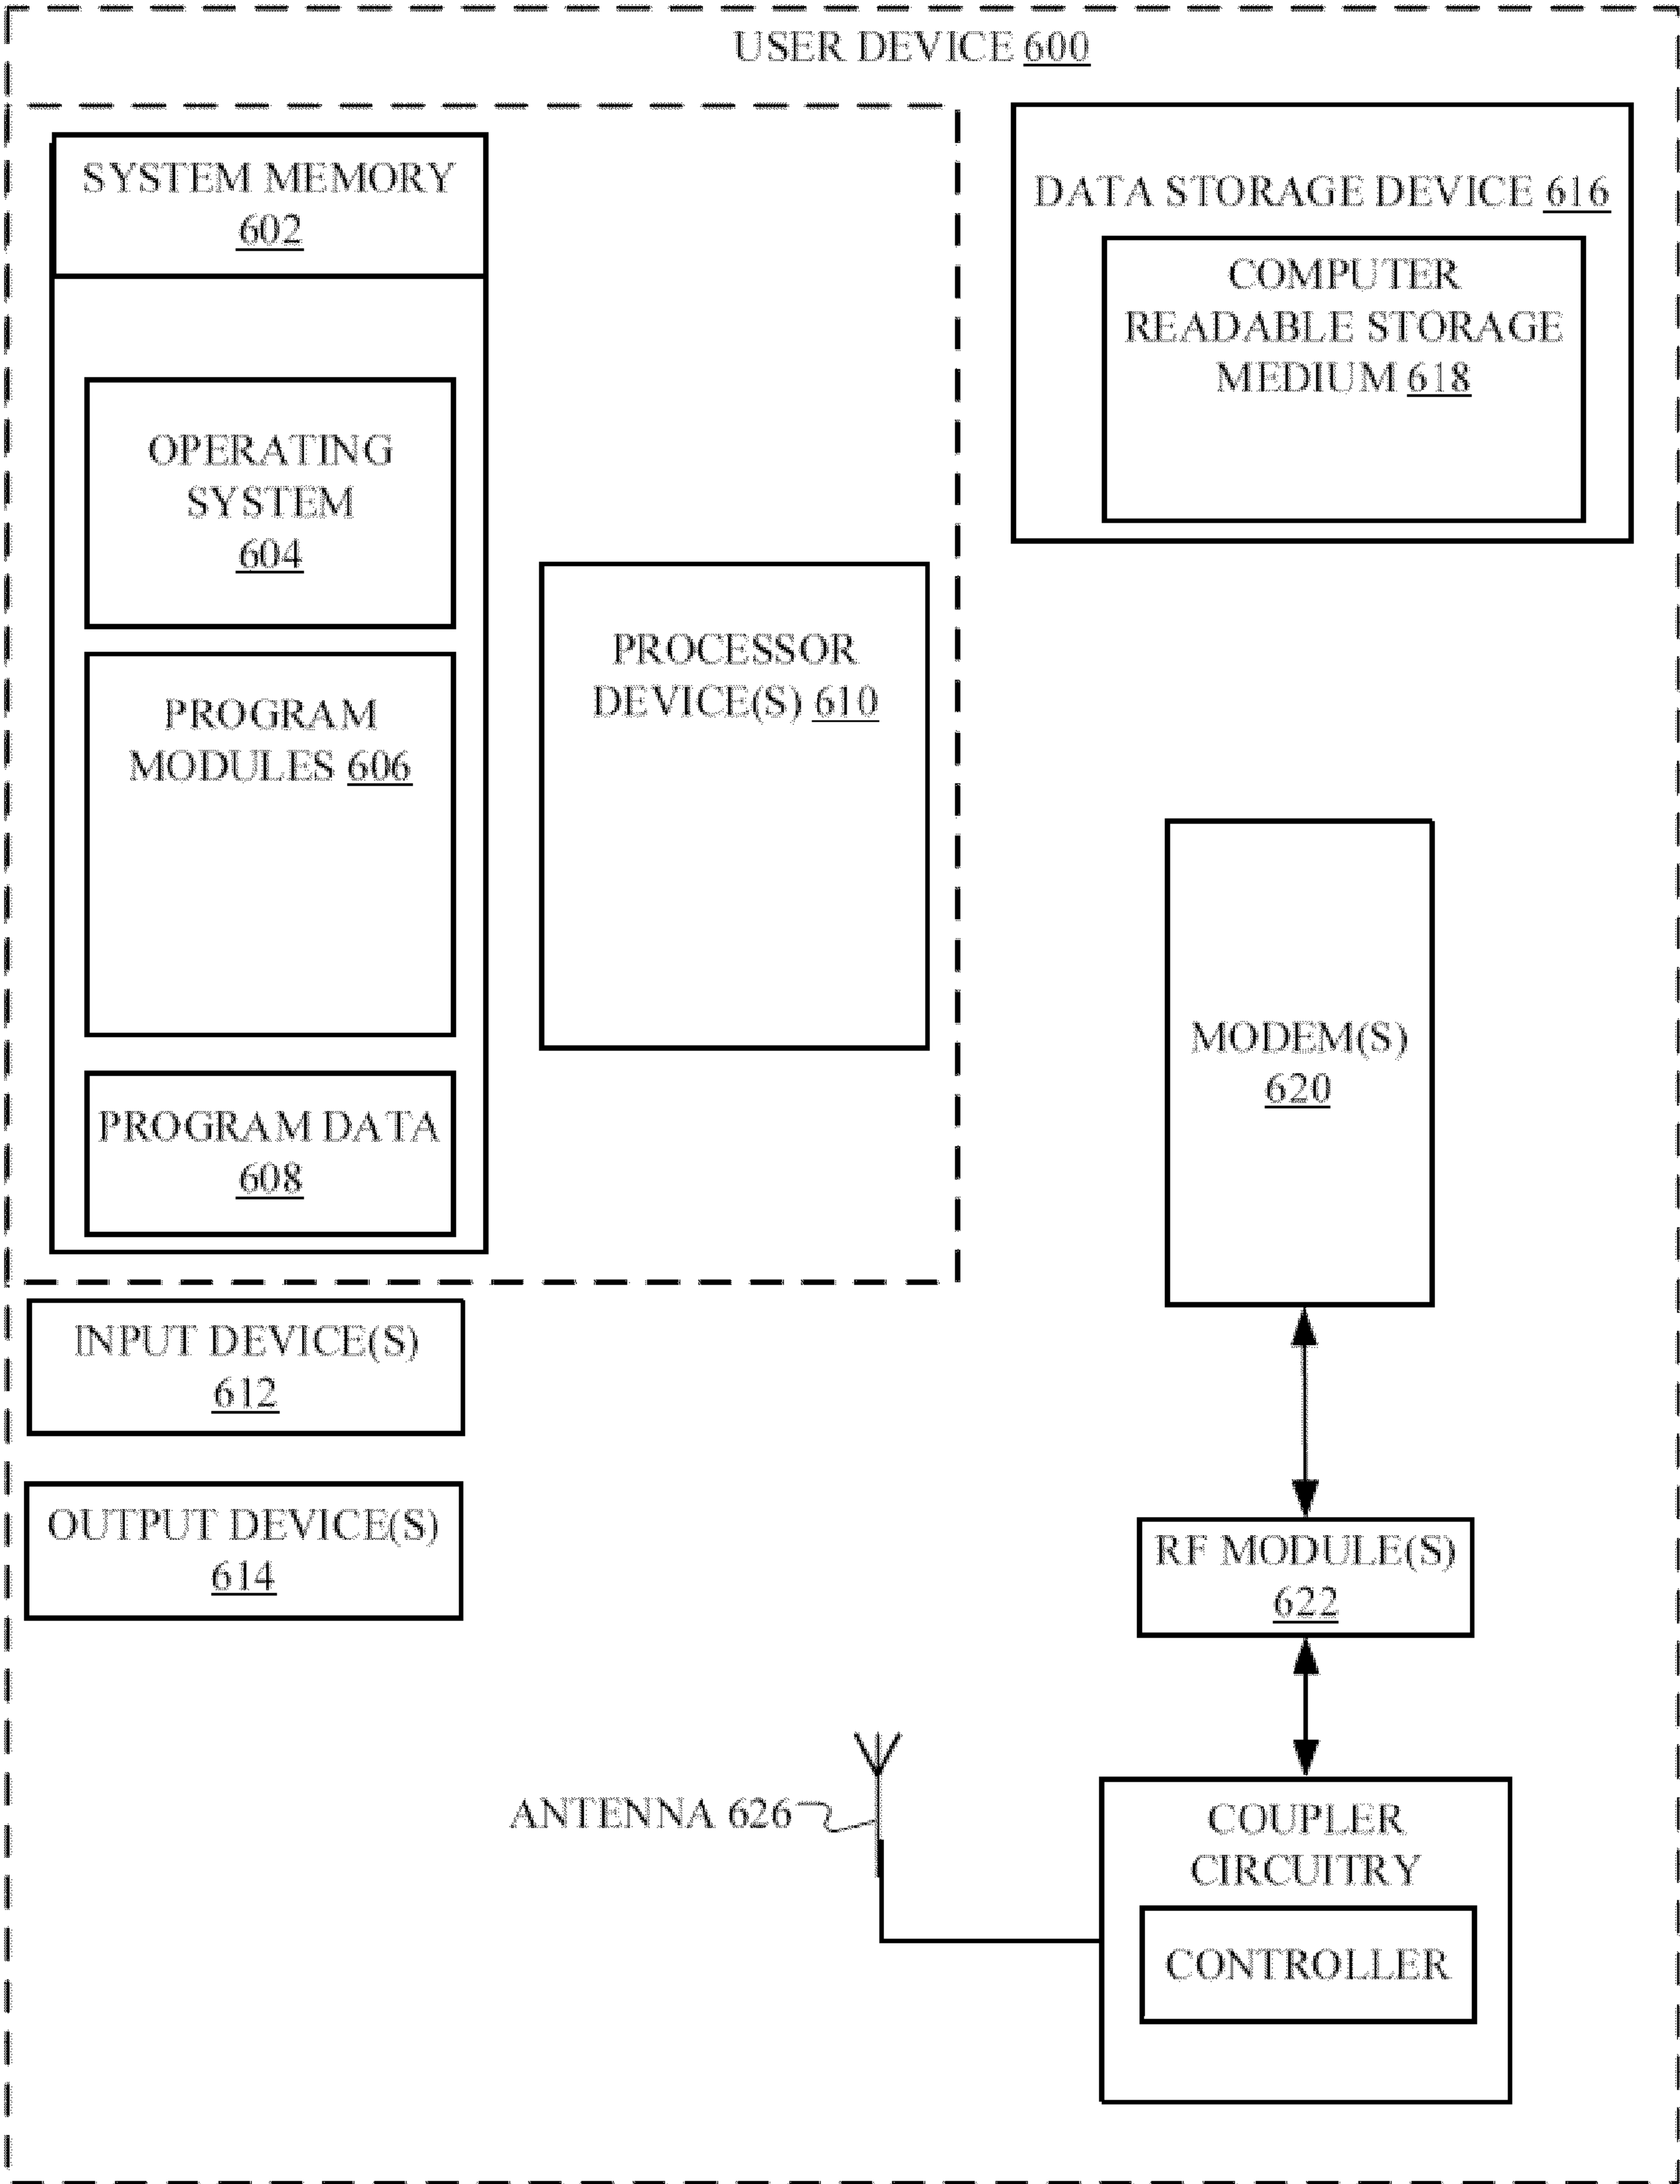 USER DEVICE 600
SYSTEM MEMORY
602
OPERATING
SYSTEM
604
PROGRAM
MODULES 606
PROGRAM DATA
608
PROCESSOR
DEVICE(S) 610
DATA STORAGE DEVICE 616
COMPUTER
READABLE STORAGE
MEDIUM 618
MODEM(S)
620
INPUT DEVICE(S)
612
OUTPUT DEVICE(S)
614
RF MODULE(S)
622
ANTENNA 626
COUPLER
CIRCUITRY
CONTROLLER